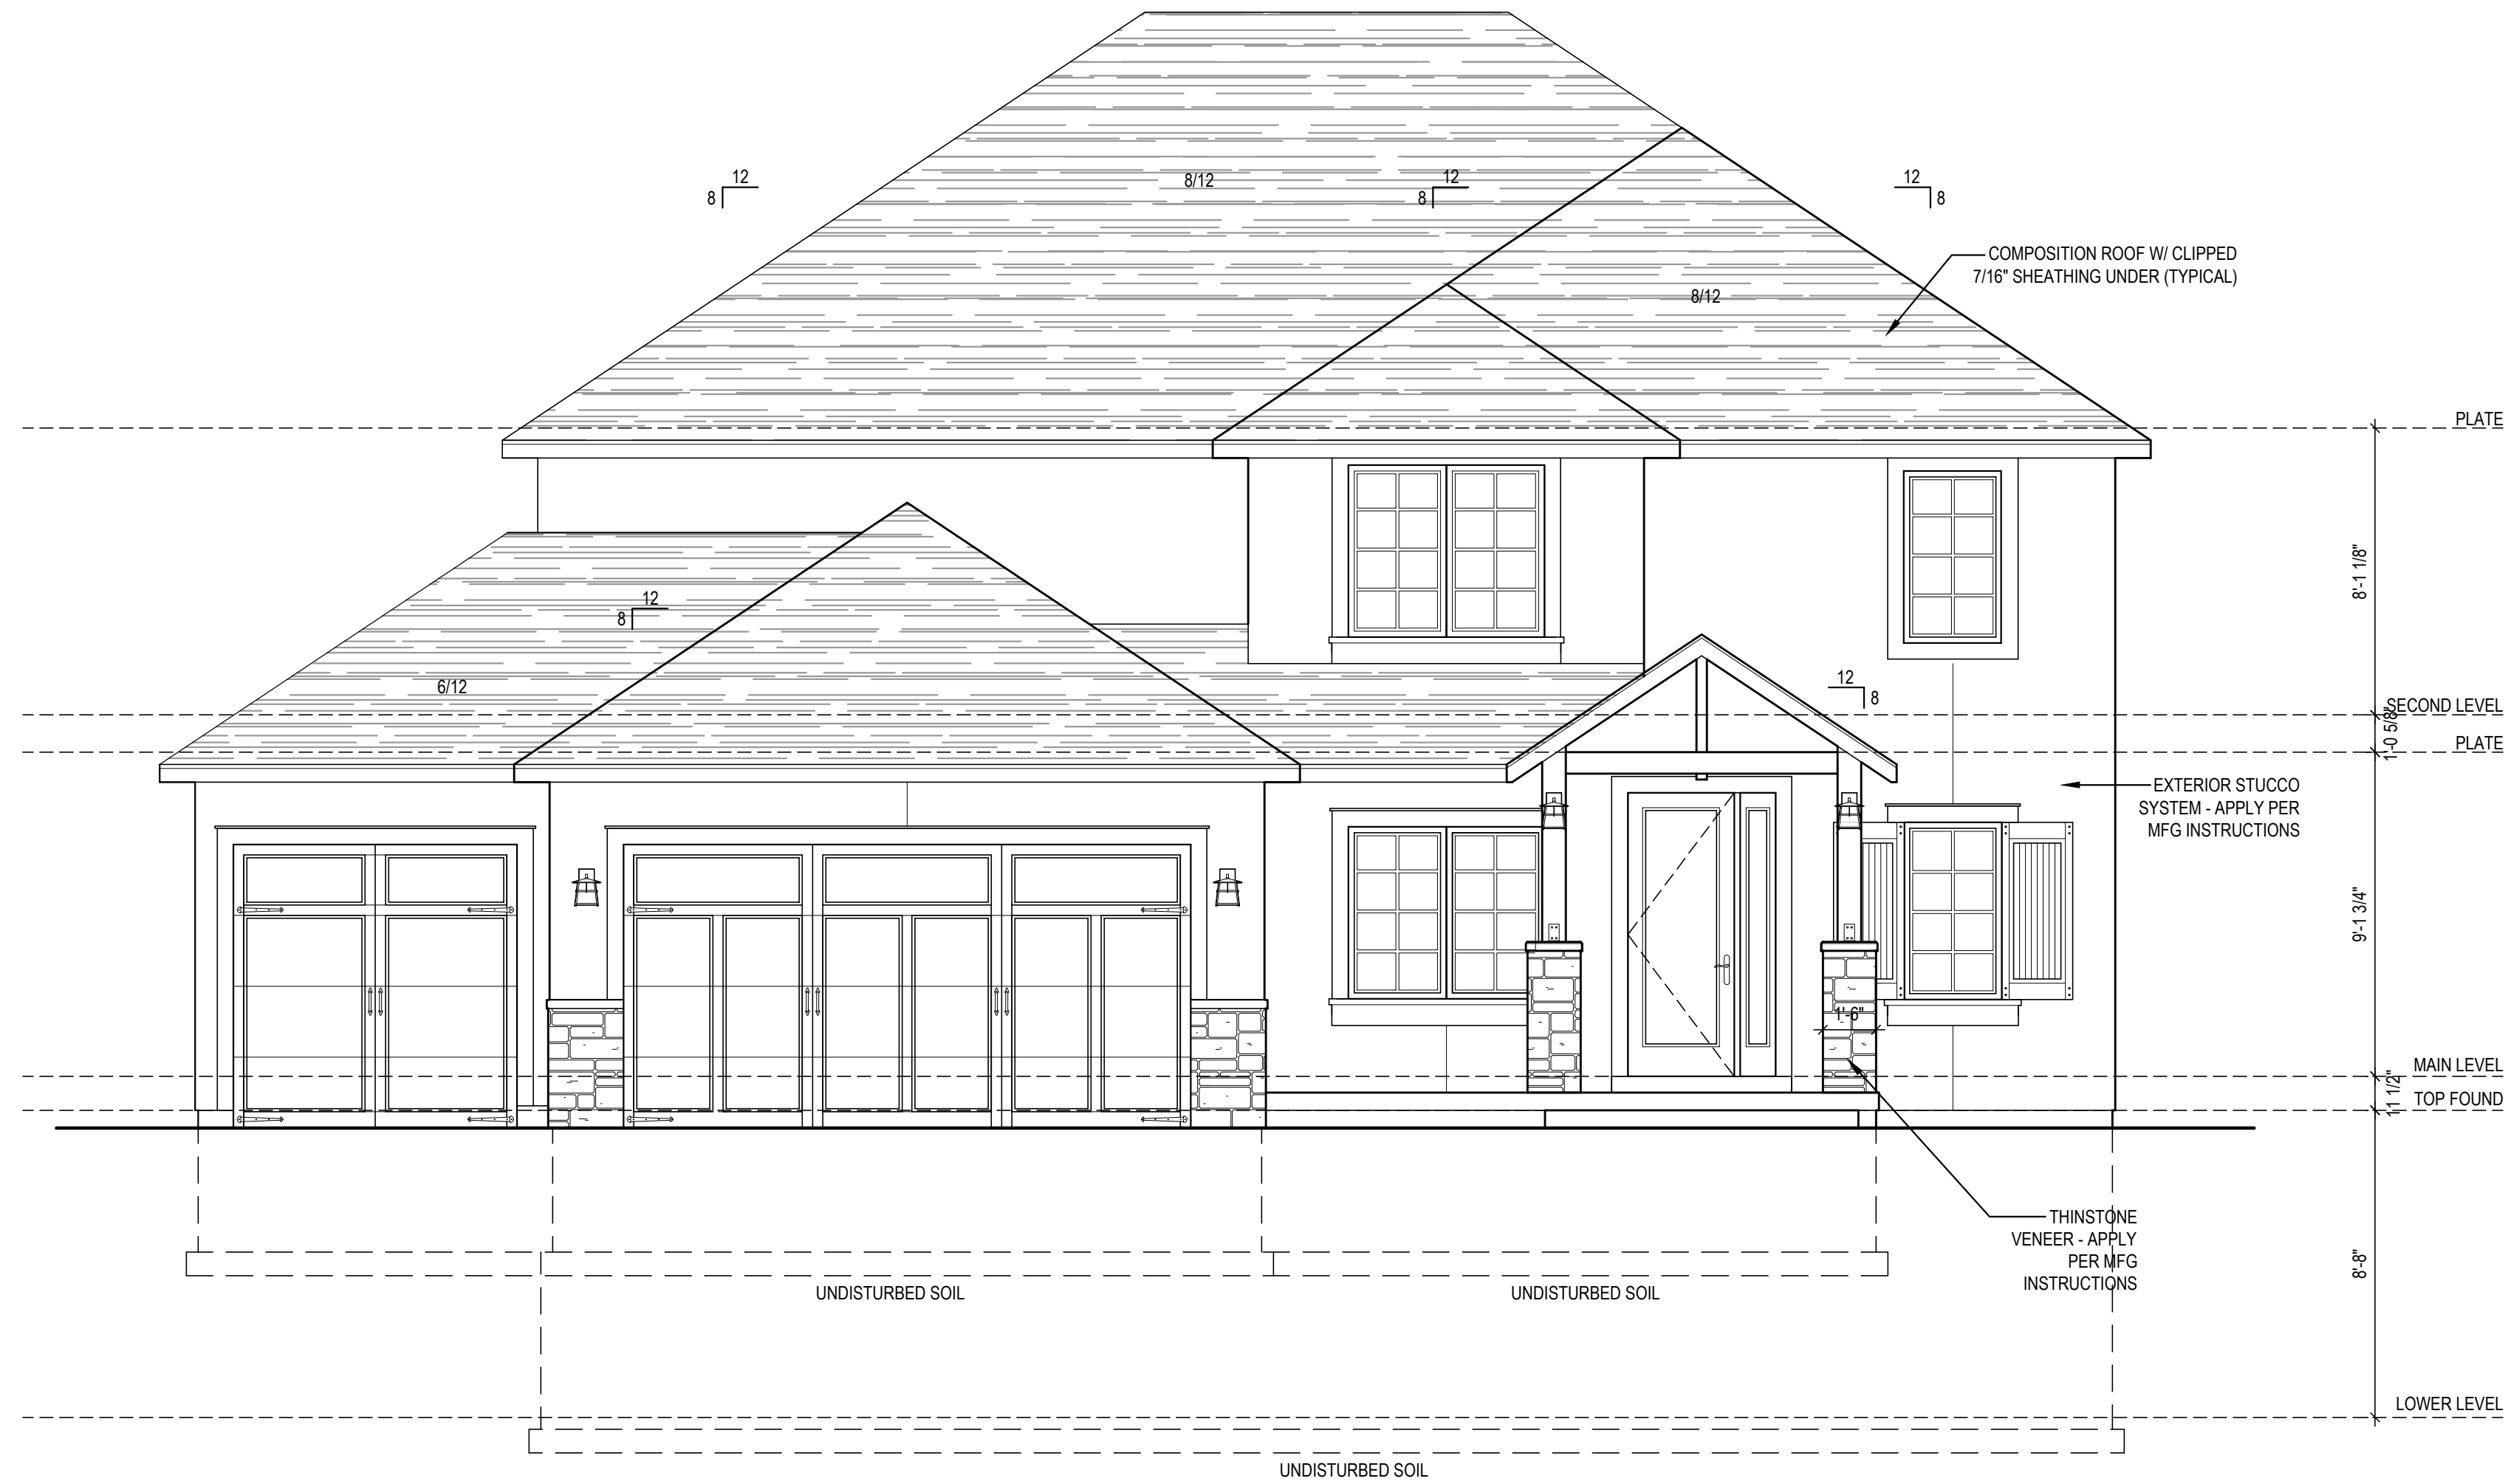 12
8
8/12
12
8
12
8
COMPOSITION ROOF W/ CLIPPED
7/16" SHEATHING UNDER (TYPICAL)
8/12
PLATE
8'-1 1/8"
12
8
6/12
12
8
SECOND LEVEL
1'-0 5/8"
PLATE
EXTERIOR STUCCO
SYSTEM - APPLY PER
MFG INSTRUCTIONS
9'-1 3/4"
1'-6"
MAIN LEVEL
11 1/2"
TOP FOUND
THINSTONE
VENEER - APPLY
PER MFG
INSTRUCTIONS
8'-8"
UNDISTURBED SOIL
UNDISTURBED SOIL
LOWER LEVEL
UNDISTURBED SOIL